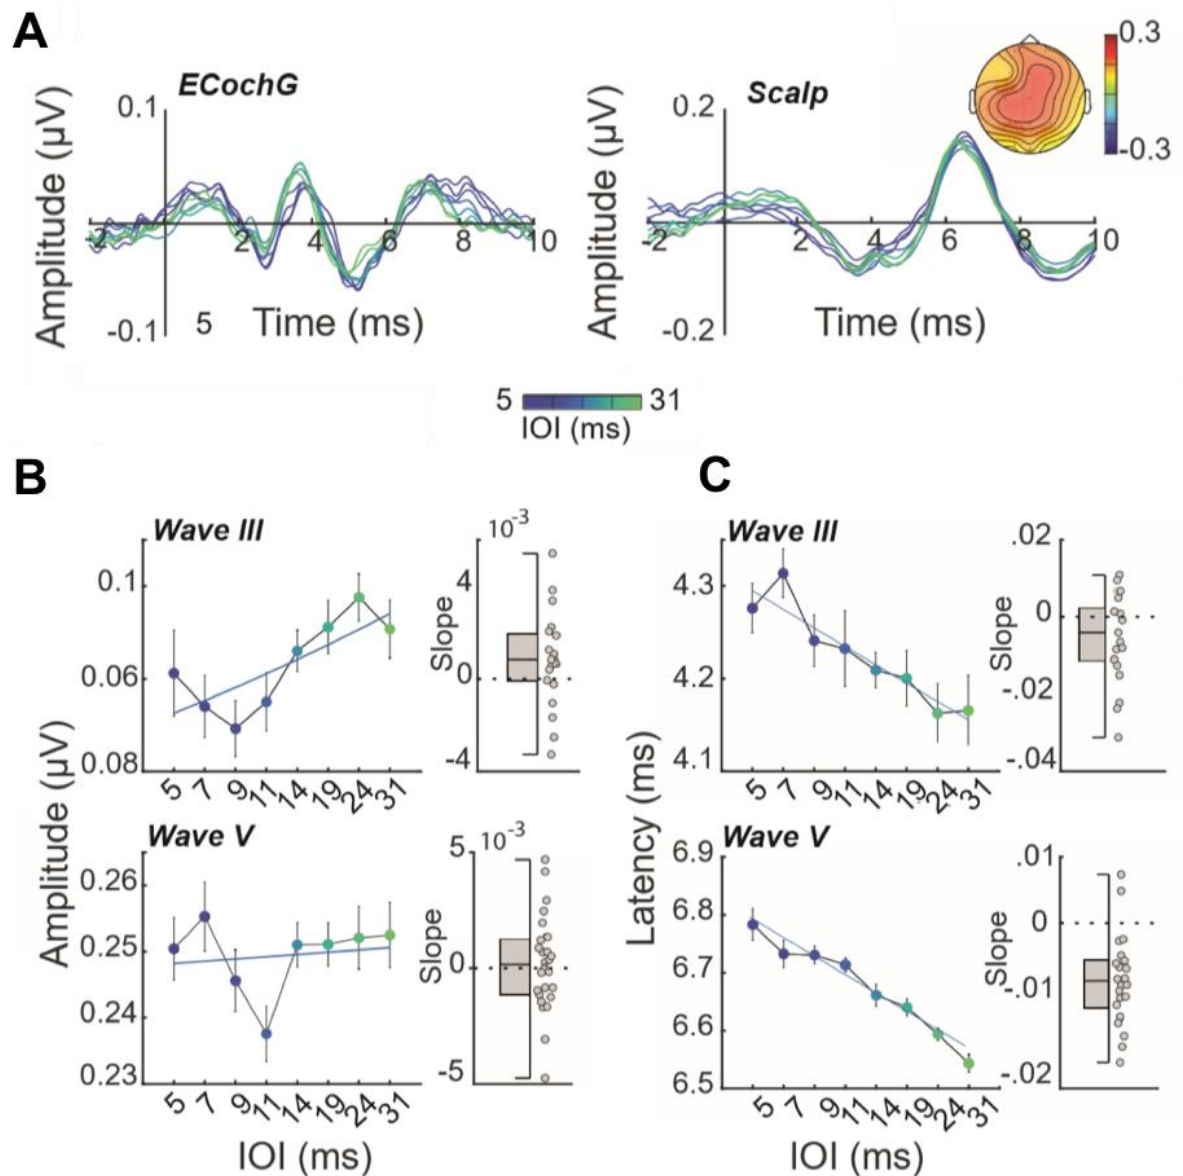 A
ECochG
Amplitude (µV)
0.1
-0.1
-2 2 4 6 8 10
5
Time (ms)
Scalp
Amplitude (µV)
0.2
-0.2
-2 2 4 6 8 10
Time (ms)
0.3
-0.3
5 31
IOI (ms)
B
Wave III
Amplitude (µV)
0.1
0.06
0.08
5 7 9 11 14 19 24 31
10-3
Slope
4
0
-4
Wave V
0.26
0.25
0.24
0.23
5 7 9 11 14 19 24 31
IOI (ms)
5 10-3
Slope
0
-5
C
Wave III
Latency (ms)
4.3
4.2
4.1
5 7 9 11 14 19 24 31
Slope
.02
0
-.02
-.04
Wave V
6.9
6.8
6.7
6.6
6.5
5 7 9 11 14 19 24 31
IOI (ms)
Slope
.01
0
-.01
-.02